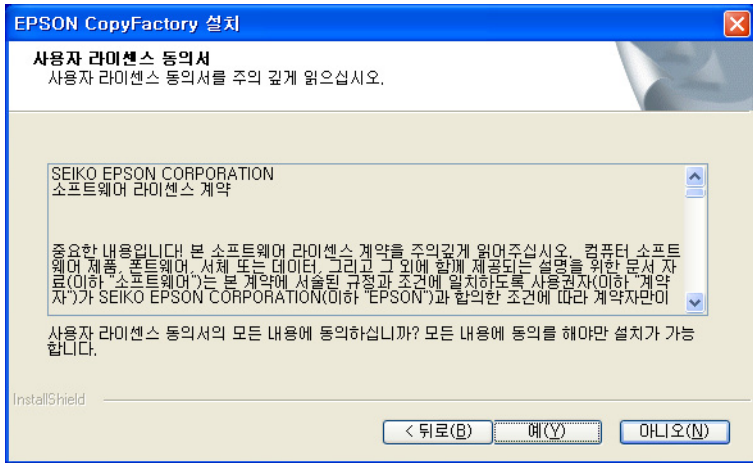 EPSON CopyFactory 설치
사용자 라이센스 동의서
사용자 라이센스 동의서를 주의 깊게 읽으십시오.
SEIKO EPSON CORPORATION
소프트웨어 라이센스 계약
중요한 내용입니다! 본 소프트웨어 라이센스 계약을 주의깊게 읽어주십시오. 컴퓨터 소프트
웨어 제품, 폰트웨어, 서체 또는 데이터, 그리고 그 외에 함께 제공되는 설명을 위한 문서 자
료(이하 "소프트웨어")는 본 계약에 서술된 규정과 조건에 일치하도록 사용권자(이하 "계약
자")가 SEIKO EPSON CORPORATION(이하 "EPSON")과 합의한 조건에 따라 계약자만이
사용자 라이센스 동의서의 모든 내용에 동의하십니까? 모든 내용에 동의를 해야만 설치가 가능
합니다.
InstallShield
< 뒤로(B)
예(Y)
아니오(N)